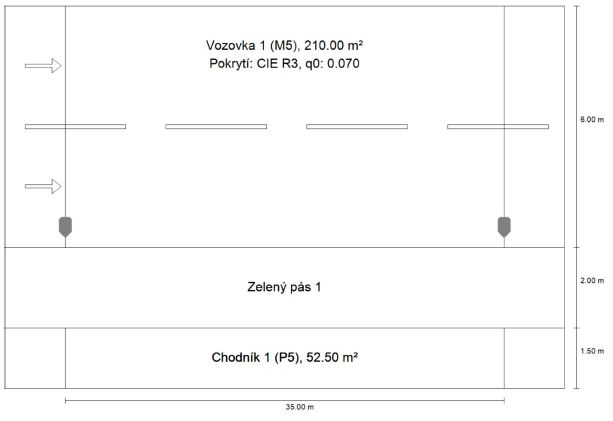 Vozovka 1 (M5), 210.00 m²
Pokrytí: CIE R3, q0: 0.070
6.00 m
Zelený pás 1
2.00 m
Chodník 1 (P5), 52.50 m²
1.50 m
35.00 m